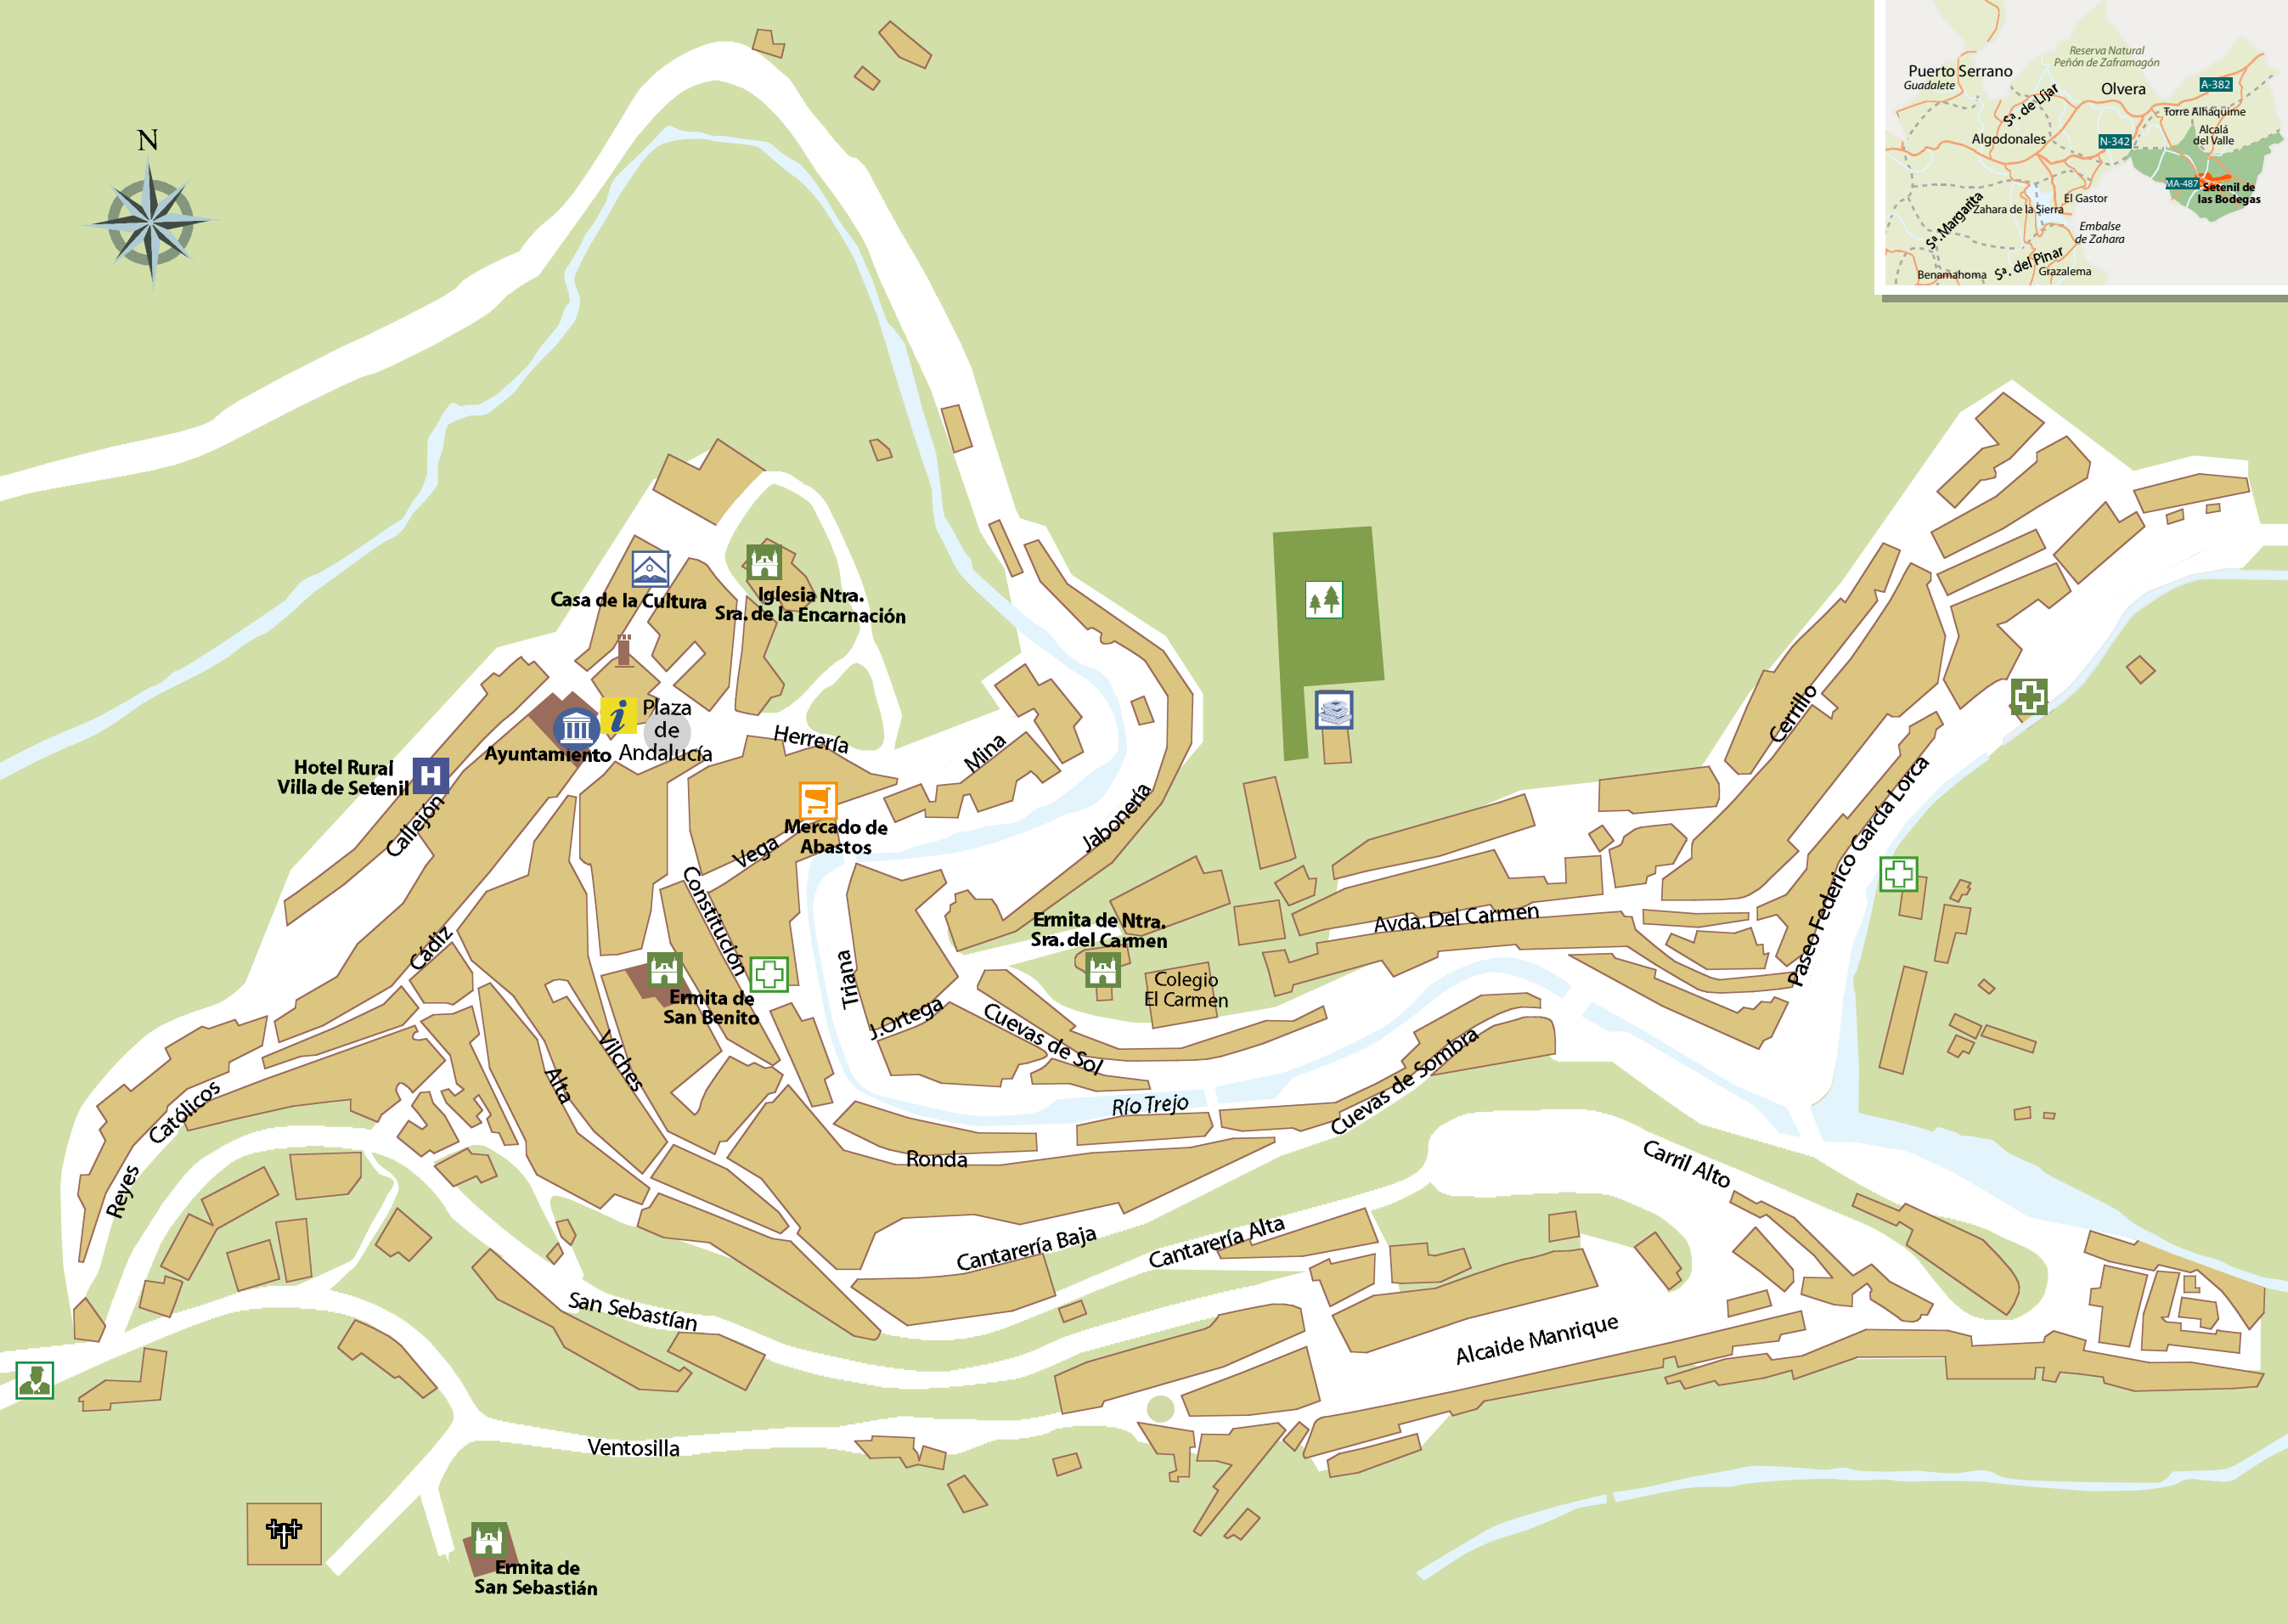 N
Reserva Natural
Peñón de Zaframagón
Puerto Serrano
Guadalete
Olvera
A-382
Sª. de Líjar
Torre Alháquime
Algodonales
N-342
Alcalá
del Valle
MA-487
Setenil de
las Bodegas
El Gastor
Zahara de la Sierra
Sª.Margarita
Embalse
de Zahara
Sª. del Pinar
Benamahoma
Grazalema
Casa de la Cultura
Iglesia Ntra.
Sra. de la Encarnación
i
Plaza
de
Andalucía
Ayuntamiento
Herrería
Mina
Hotel Rural
Villa de Setenil
H
Callejón
Mercado de
Abastos
Vega
Jabonería
Cerrillo
Paseo Federico García Lorca
Constitución
Cádiz
Ermita de Ntra.
Sra. del Carmen
Avda. Del Carmen
Colegio
El Carmen
Triana
Ermita de
San Benito
J.Ortega
Cuevas de Sol
Vilches
Alta
Cuevas de Sombra
Río Trejo
Reyes
Católicos
Ronda
Carril Alto
Cantarería Baja
Cantarería Alta
San Sebastían
Alcaide Manrique
Ventosilla
Ermita de
San Sebastián